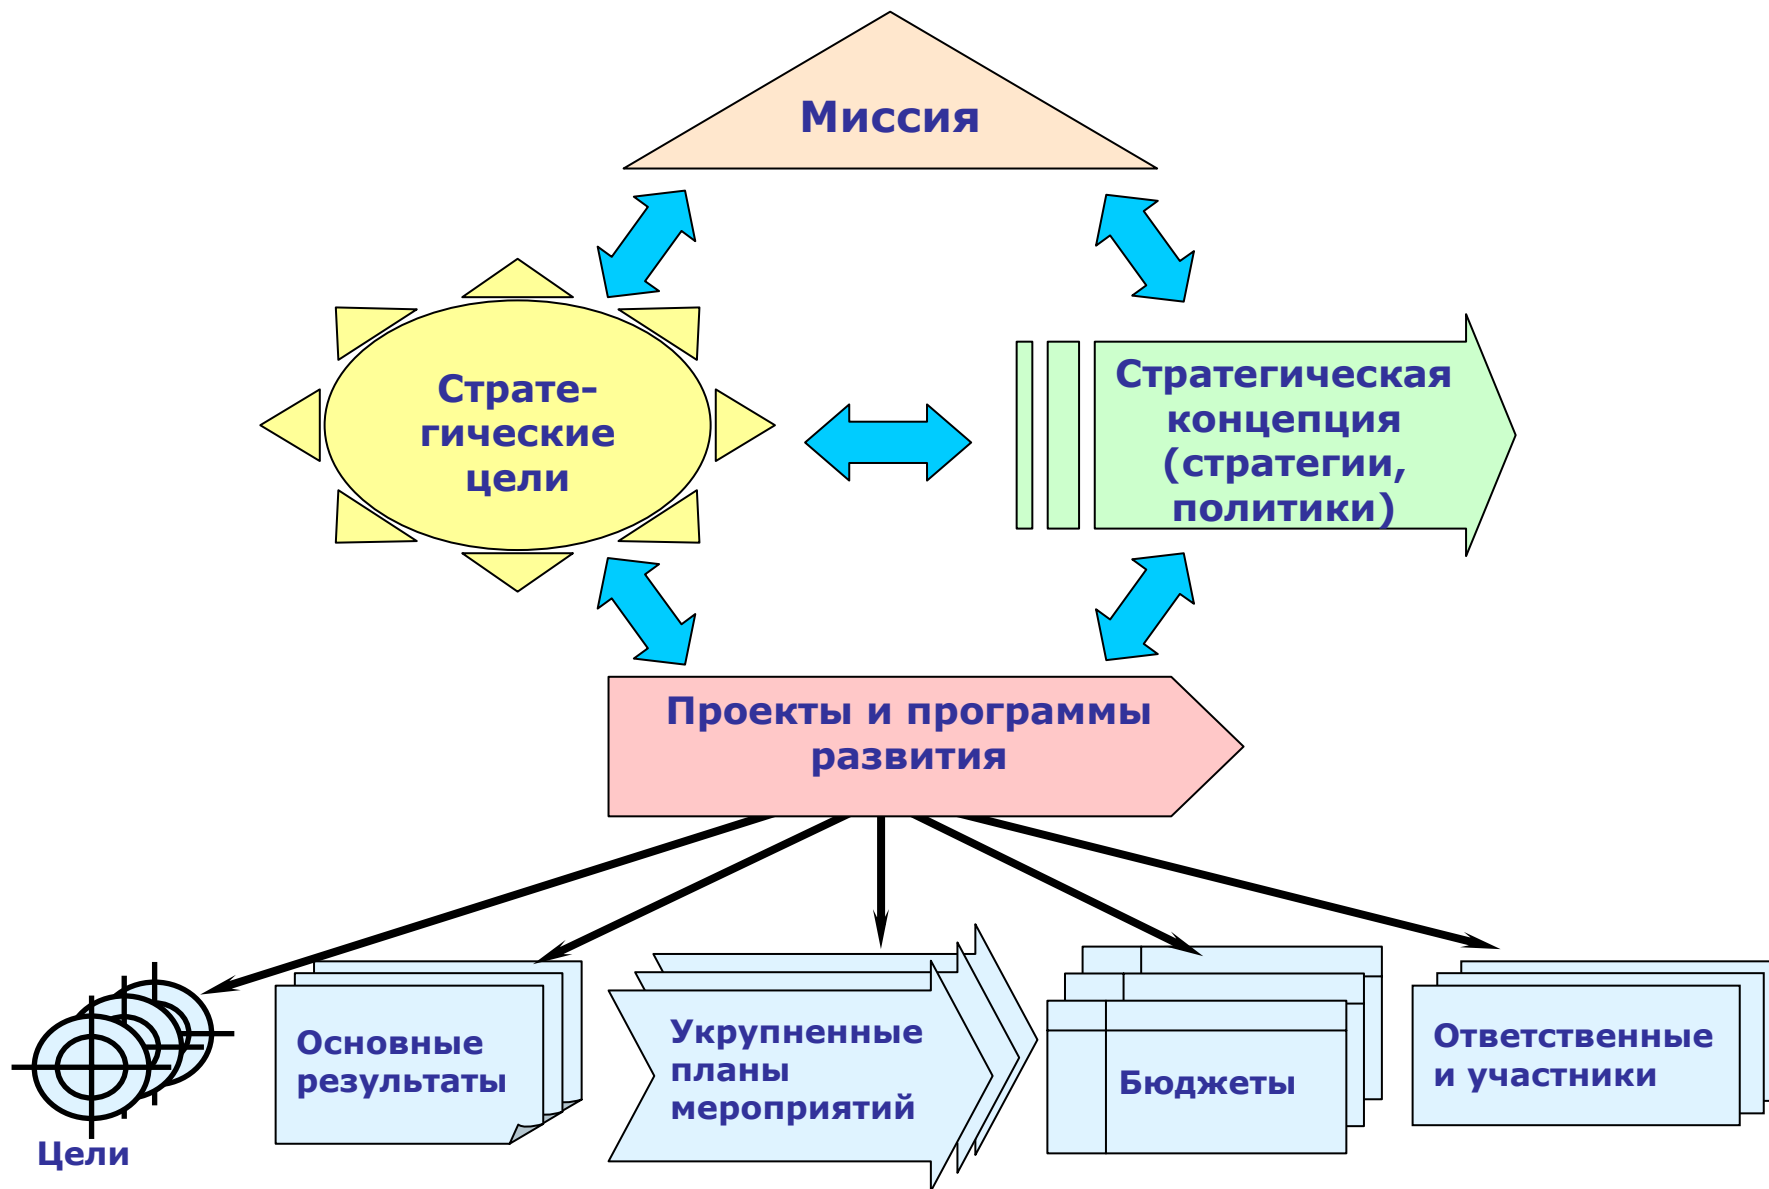 Миссия
Страте-
гические
цели
Стратегическая
концепция
(стратегии,
политики)
Проекты и программы
развития
Цели
Основные
результаты
Укрупненные
планы
мероприятий
Бюджеты
Ответственные
и участники